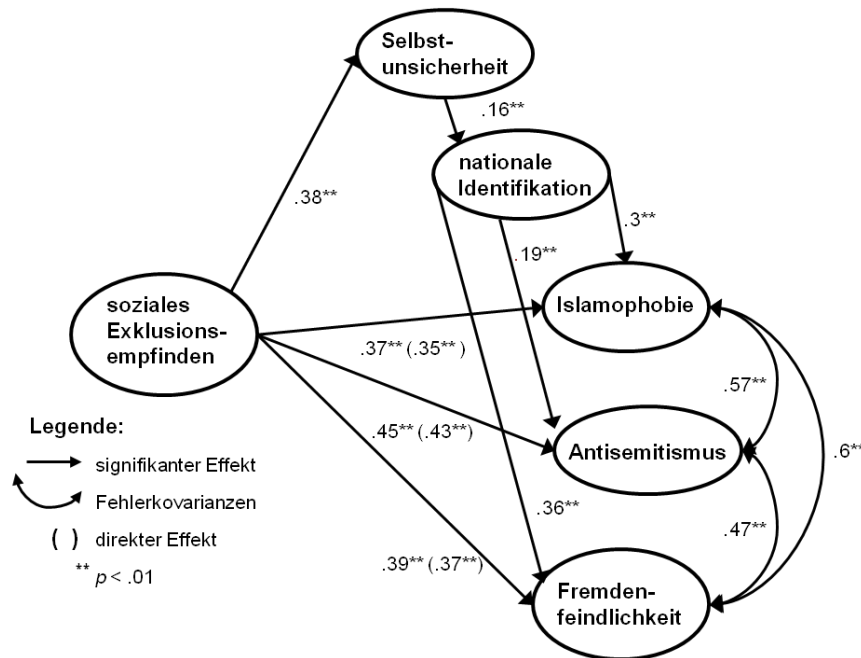 Selbst-
unsicherheit
.16**
nationale
Identifikation
.38**
.3**
.19**
soziales
Exklusions-
empfinden
Islamophobie
.37** (.35**)
.57**
Legende:
.45** (.43**)
Antisemitismus
.6**
signifikanter Effekt
Fehlerkovarianzen
.36**
.47**
( ) direkter Effekt
.39** (.37**)
** p < .01
Fremden-
feindlichkeit